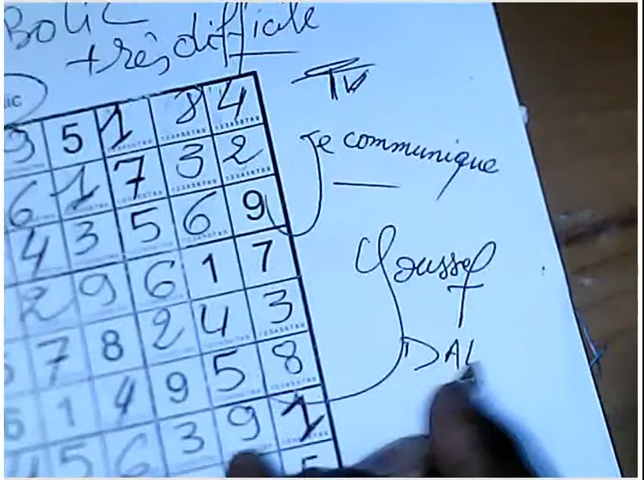 BOLIC
très difficile
TV
5 1 8 4
Je communique
6 1 7 3 2
4 3 5 6 9
2 9 6 1 7
Youssef
7 8 2 4 3
DAL
1 4 9 5 8
5 6 3 9 1